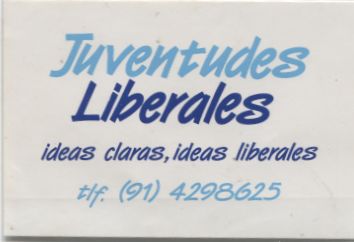 Juventudes
Liberales
ideas claras, ideas liberales
tlf. (91) 4298625